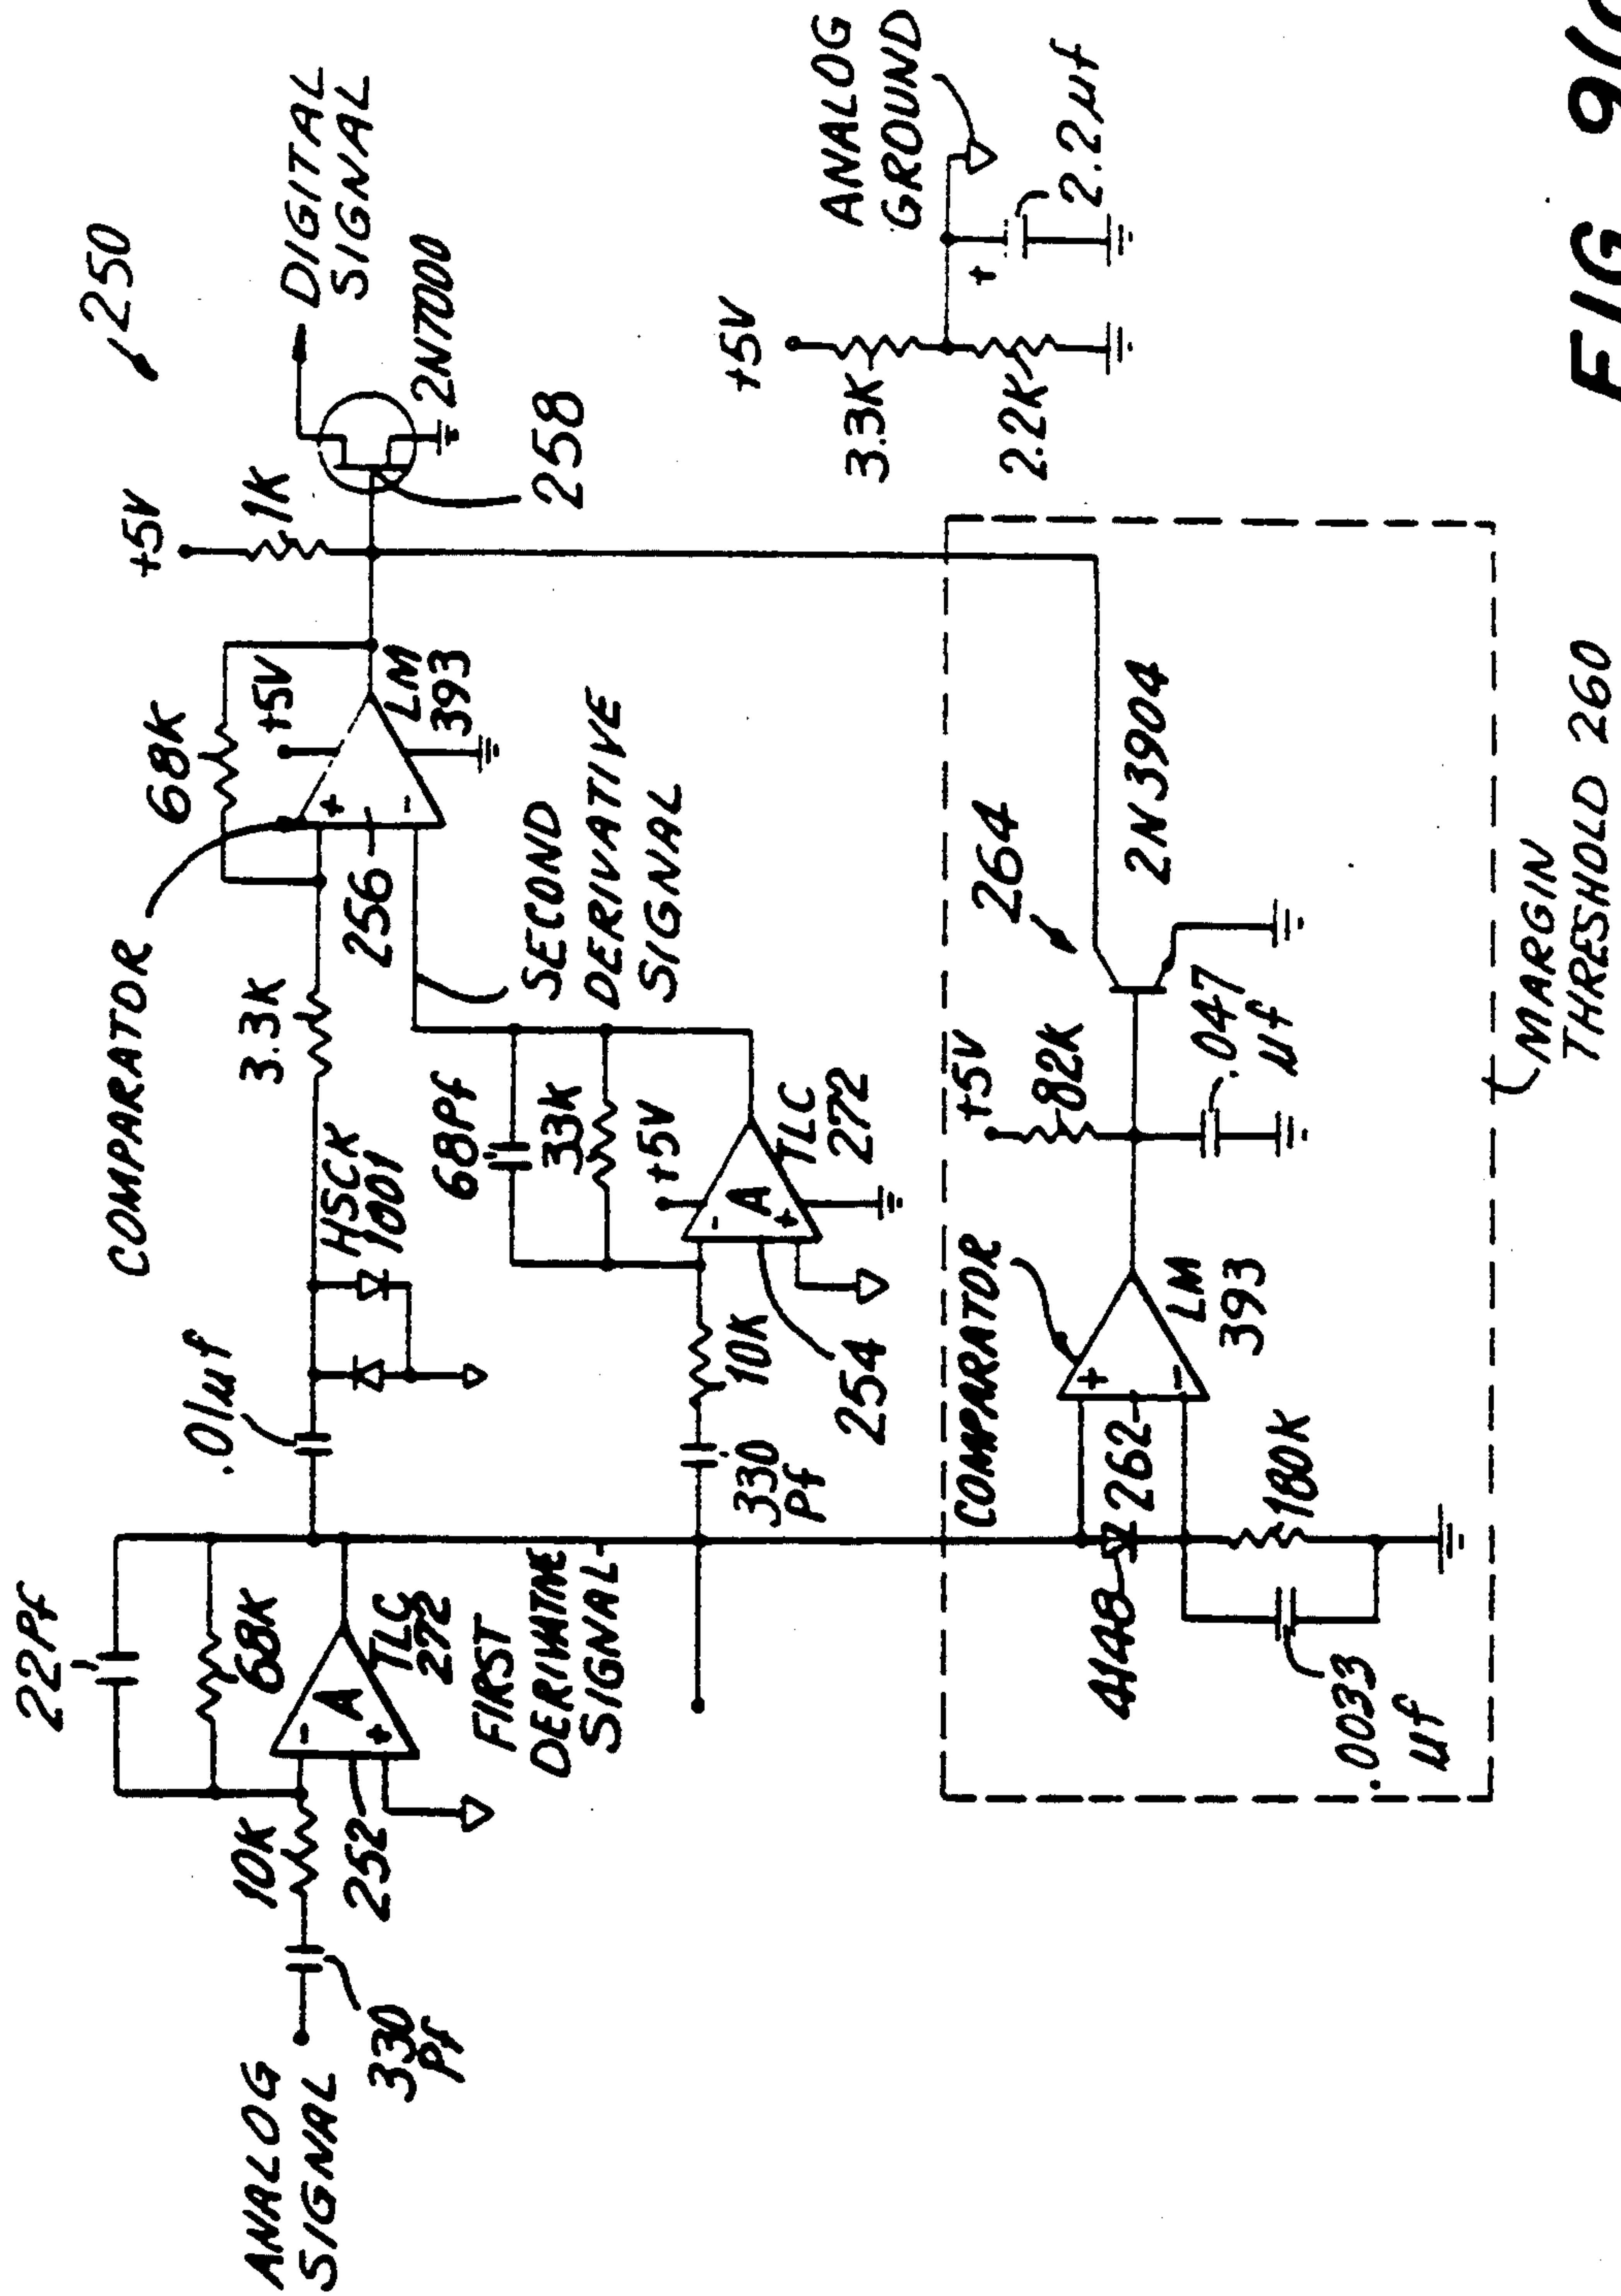 250
22Pf
68K
10K
ANALOG
SIGNAL
330
Pf
252
A
-
+
TLC
272
FIRST
DERIVATIVE
SIGNAL
.01µf
HSCK
1001
3.3K
COMPARATOR
68K
+5V
+
-
256
LM
393
+5V
1K
DIGITAL
SIGNAL
2N7000
258
SECOND
DERIVATIVE
SIGNAL
68Pf
33K
+5V
330
Pf
10K
254
A
-
+
TLC
272
+5V
3.3K
2.2K
ANALOG
GROUND
+
2.2µf
COMPARATOR
+
-
262
4148
LM
393
180K
.0033
µf
+5V
82K
.047
µf
264
2N3904
MARGIN
THRESHOLD 260
FIG. 9(